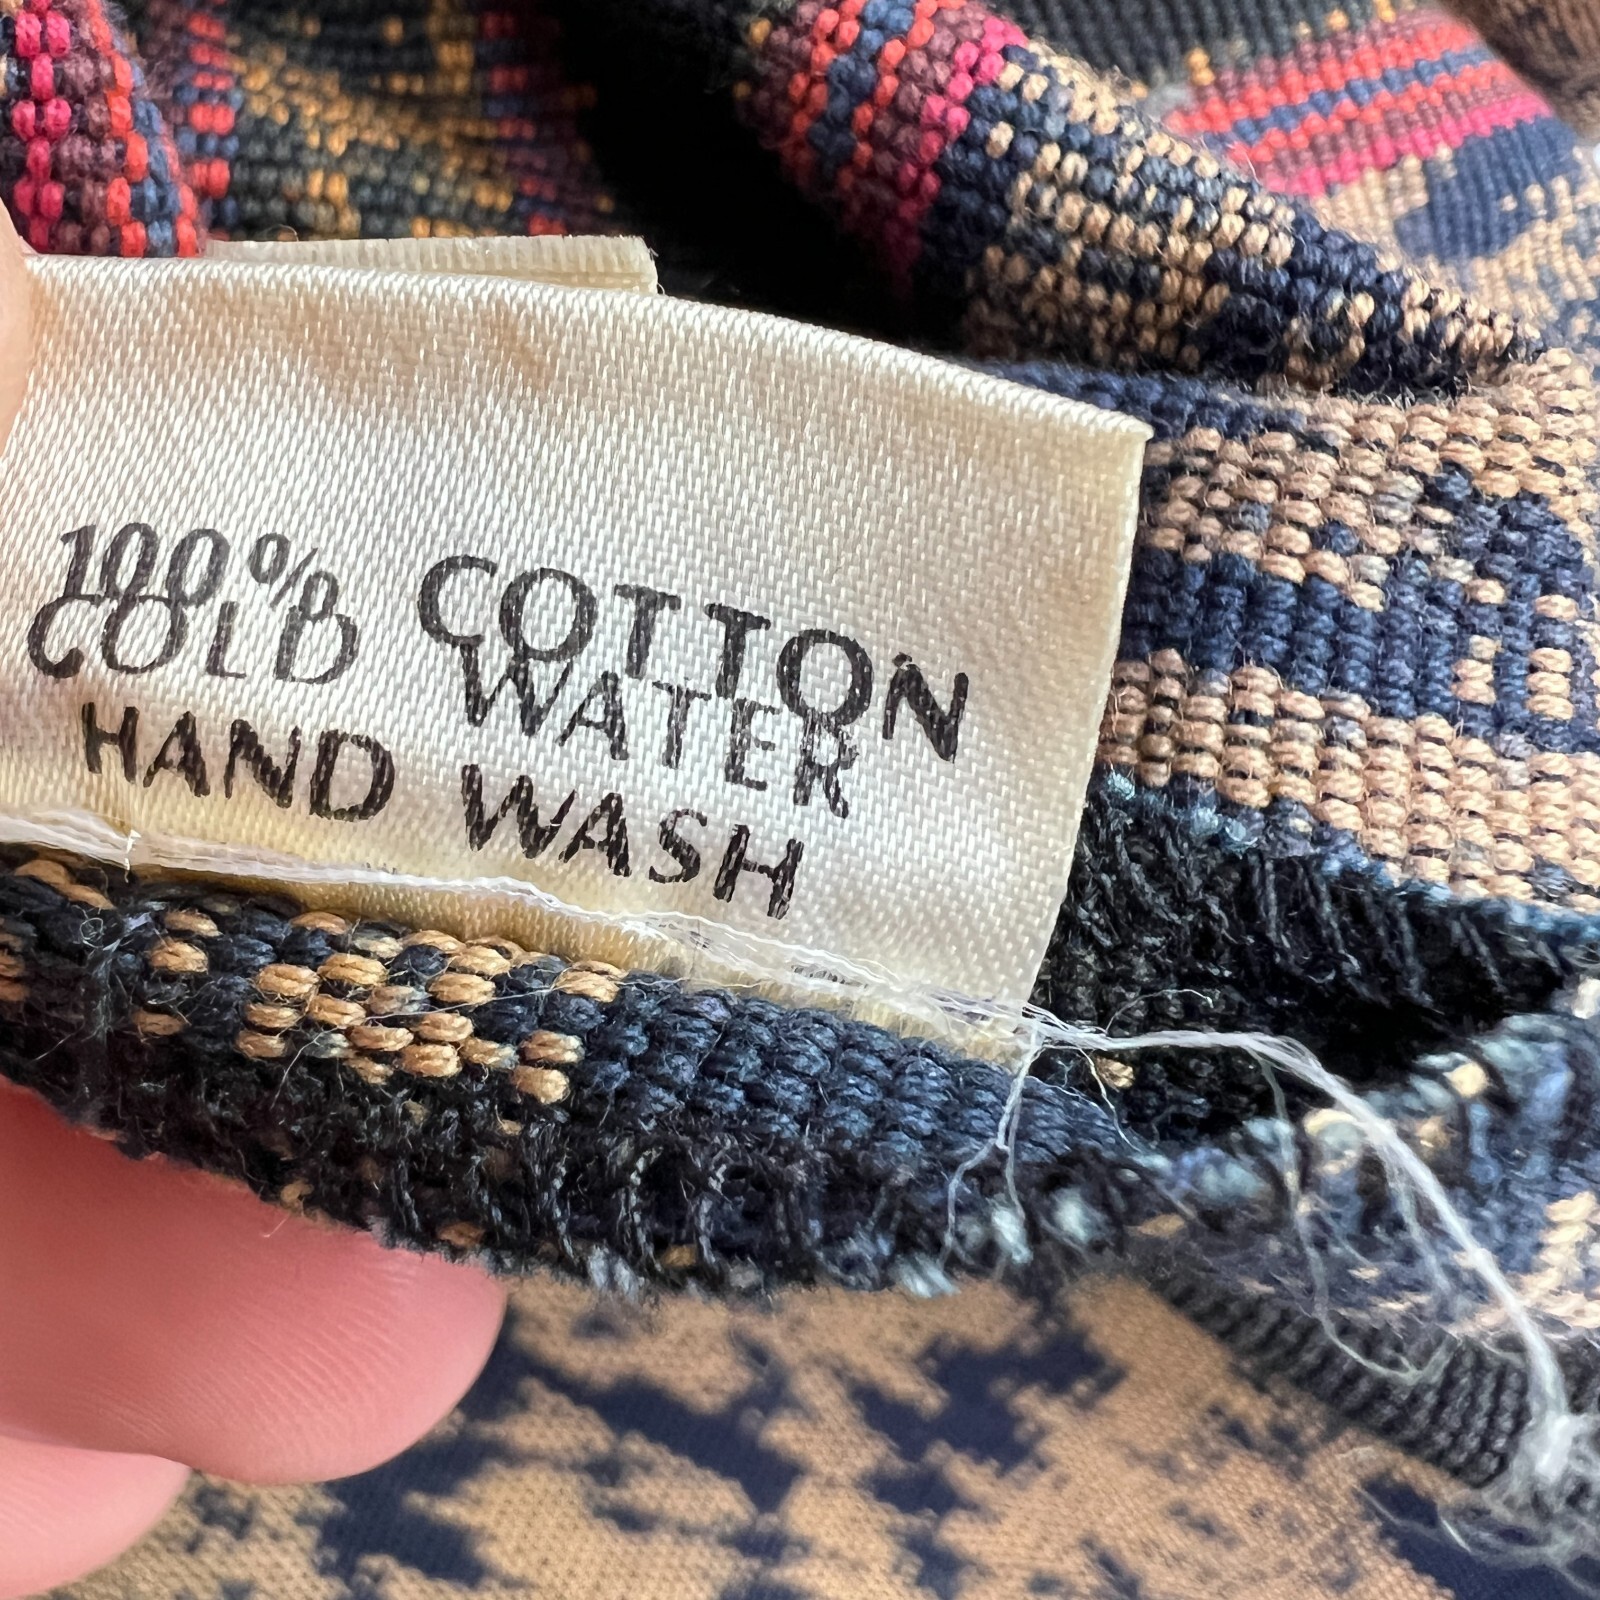 100% COTTON
COLD WATER
HAND WASH